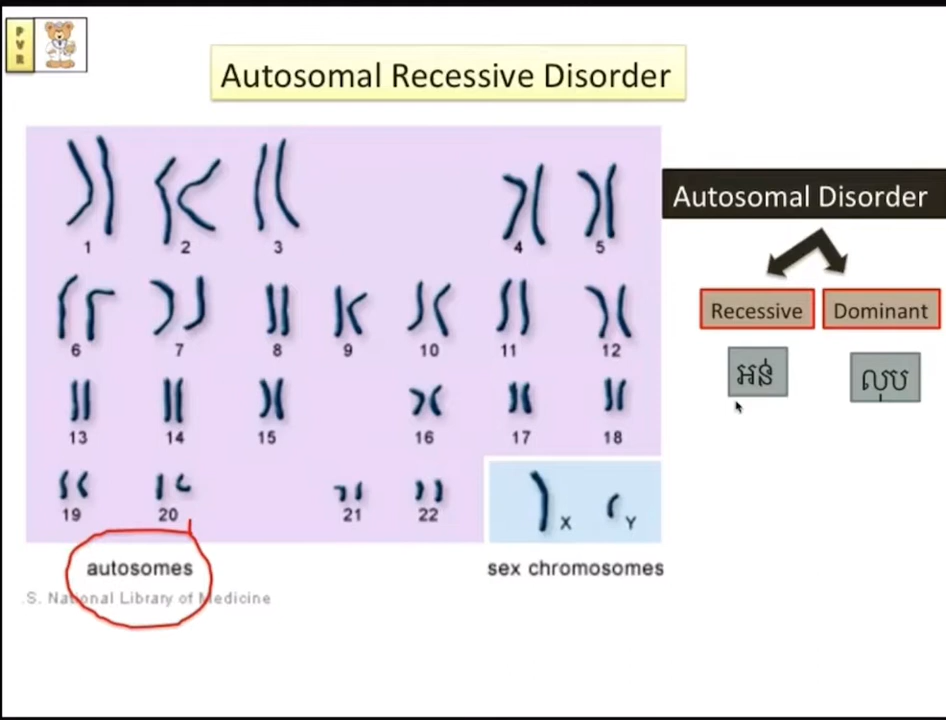 P
V
R
Autosomal Recessive Disorder
1 2 3 4 5
6 7 8 9 10 11 12
13 14 15 16 17 18
19 20 21 22 X Y
autosomes
sex chromosomes
S. National Library of Medicine
Autosomal Disorder
Recessive Dominant
អន់ លុប